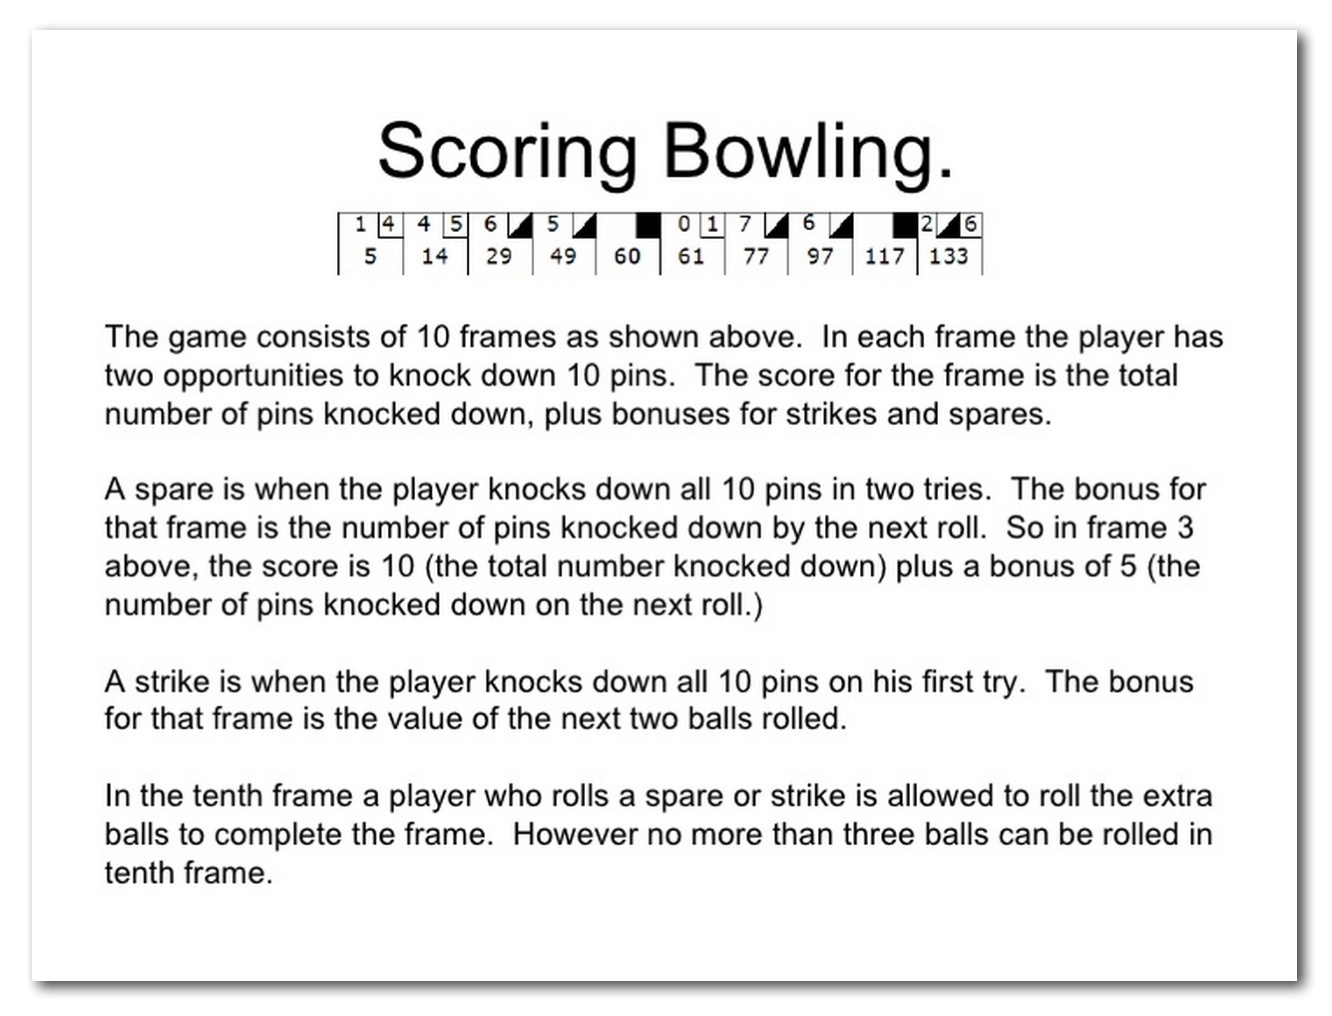 Scoring Bowling.
1 4 4 5 6 5 0 1 7 6 2 6
5 14 29 49 60 61 77 97 117 133
The game consists of 10 frames as shown above. In each frame the player has
two opportunities to knock down 10 pins. The score for the frame is the total
number of pins knocked down, plus bonuses for strikes and spares.
A spare is when the player knocks down all 10 pins in two tries. The bonus for
that frame is the number of pins knocked down by the next roll. So in frame 3
above, the score is 10 (the total number knocked down) plus a bonus of 5 (the
number of pins knocked down on the next roll.)
A strike is when the player knocks down all 10 pins on his first try. The bonus
for that frame is the value of the next two balls rolled.
In the tenth frame a player who rolls a spare or strike is allowed to roll the extra
balls to complete the frame. However no more than three balls can be rolled in
tenth frame.